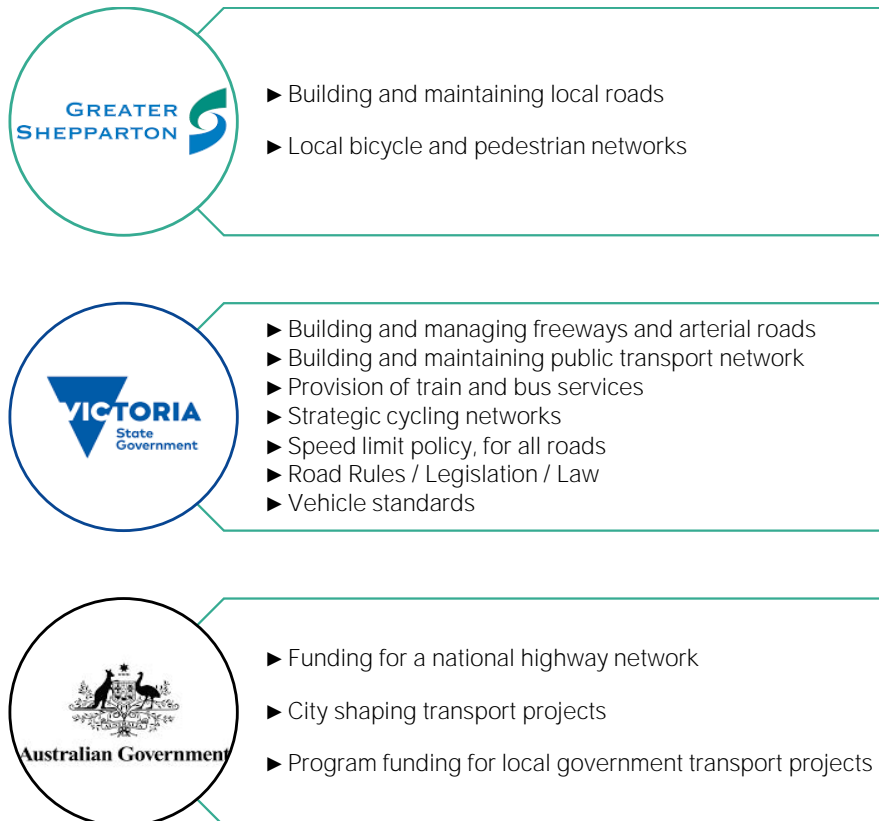 GREATER
SHEPPARTON
► Building and maintaining local roads
► Local bicycle and pedestrian networks
VICTORIA
State
Government
► Building and managing freeways and arterial roads
► Building and maintaining public transport network
► Provision of train and bus services
► Strategic cycling networks
► Speed limit policy, for all roads
► Road Rules / Legislation / Law
► Vehicle standards
Australian Government
► Funding for a national highway network
► City shaping transport projects
► Program funding for local government transport projects